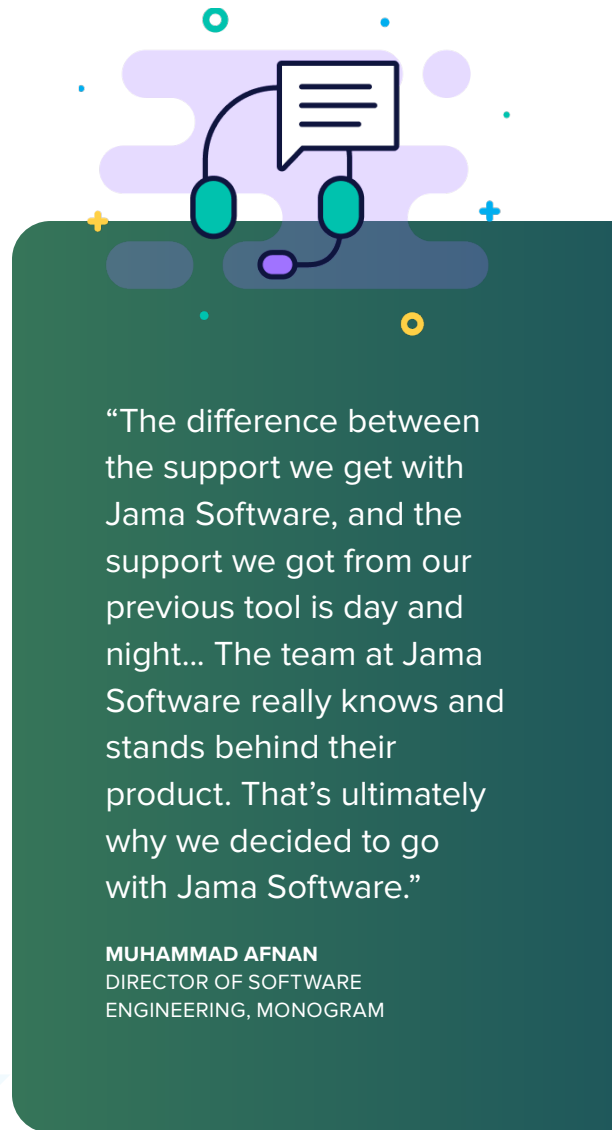 “The difference between
the support we get with
Jama Software, and the
support we got from our
previous tool is day and
night... The team at Jama
Software really knows and
stands behind their
product. That’s ultimately
why we decided to go
with Jama Software.”
MUHAMMAD AFNAN
DIRECTOR OF SOFTWARE
ENGINEERING, MONOGRAM